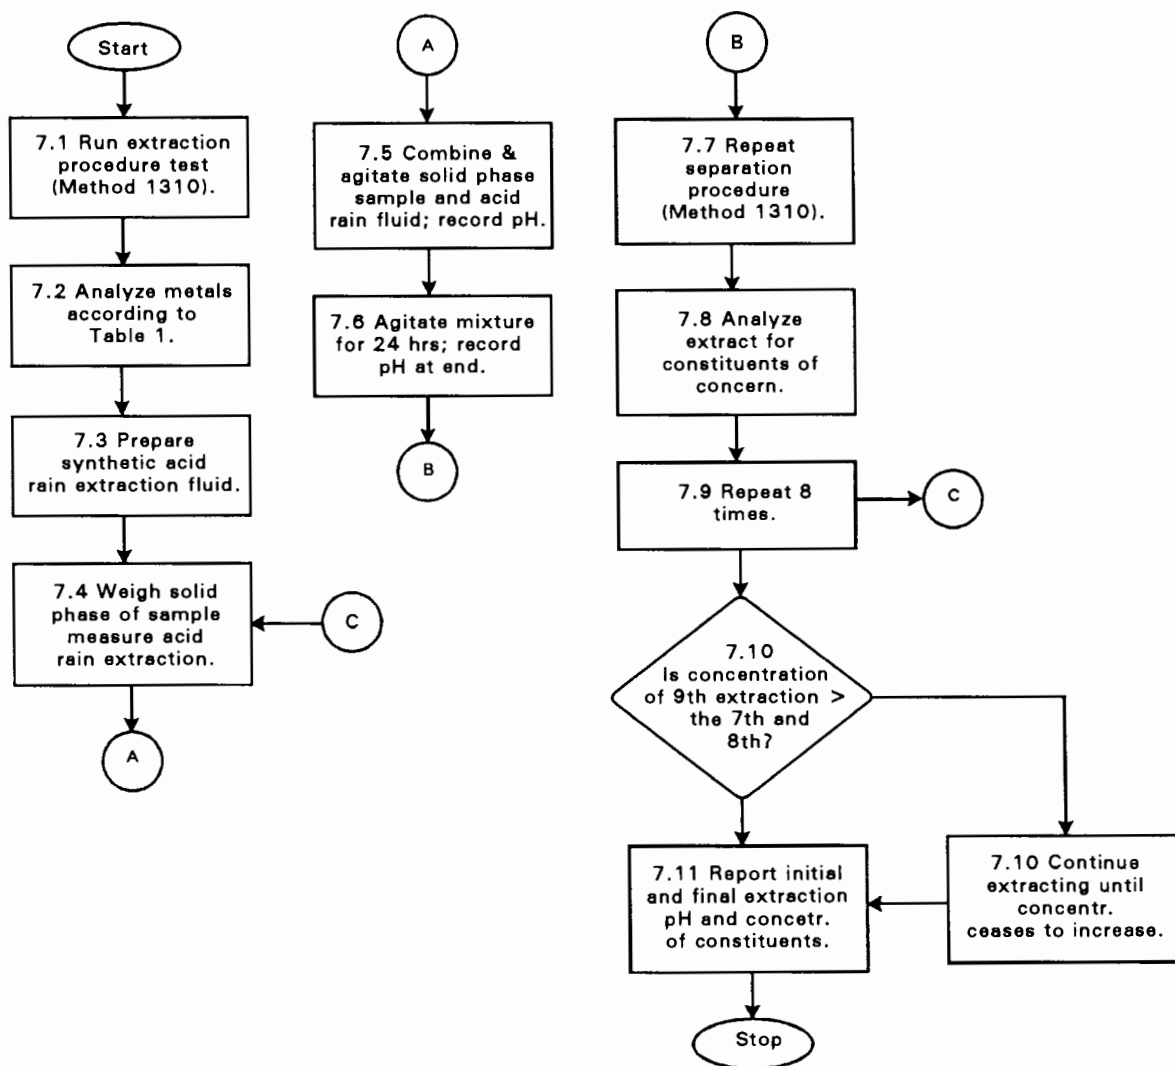 Start
7.1 Run extraction
procedure test
(Method 1310).
7.2 Analyze metals
according to
Table 1.
7.3 Prepare
synthetic acid
rain extraction fluid.
7.4 Weigh solid
phase of sample
measure acid
rain extraction.
C
A
A
7.5 Combine &
agitate solid phase
sample and acid
rain fluid; record pH.
7.6 Agitate mixture
for 24 hrs; record
pH at end.
B
B
7.7 Repeat
separation
procedure
(Method 1310).
7.8 Analyze
extract for
constituents of
concern.
7.9 Repeat 8
times.
C
7.10
Is concentration
of 9th extraction >
the 7th and
8th?
7.10 Continue
extracting until
concentr.
ceases to increase.
7.11 Report initial
and final extraction
pH and concetr.
of constituents.
Stop